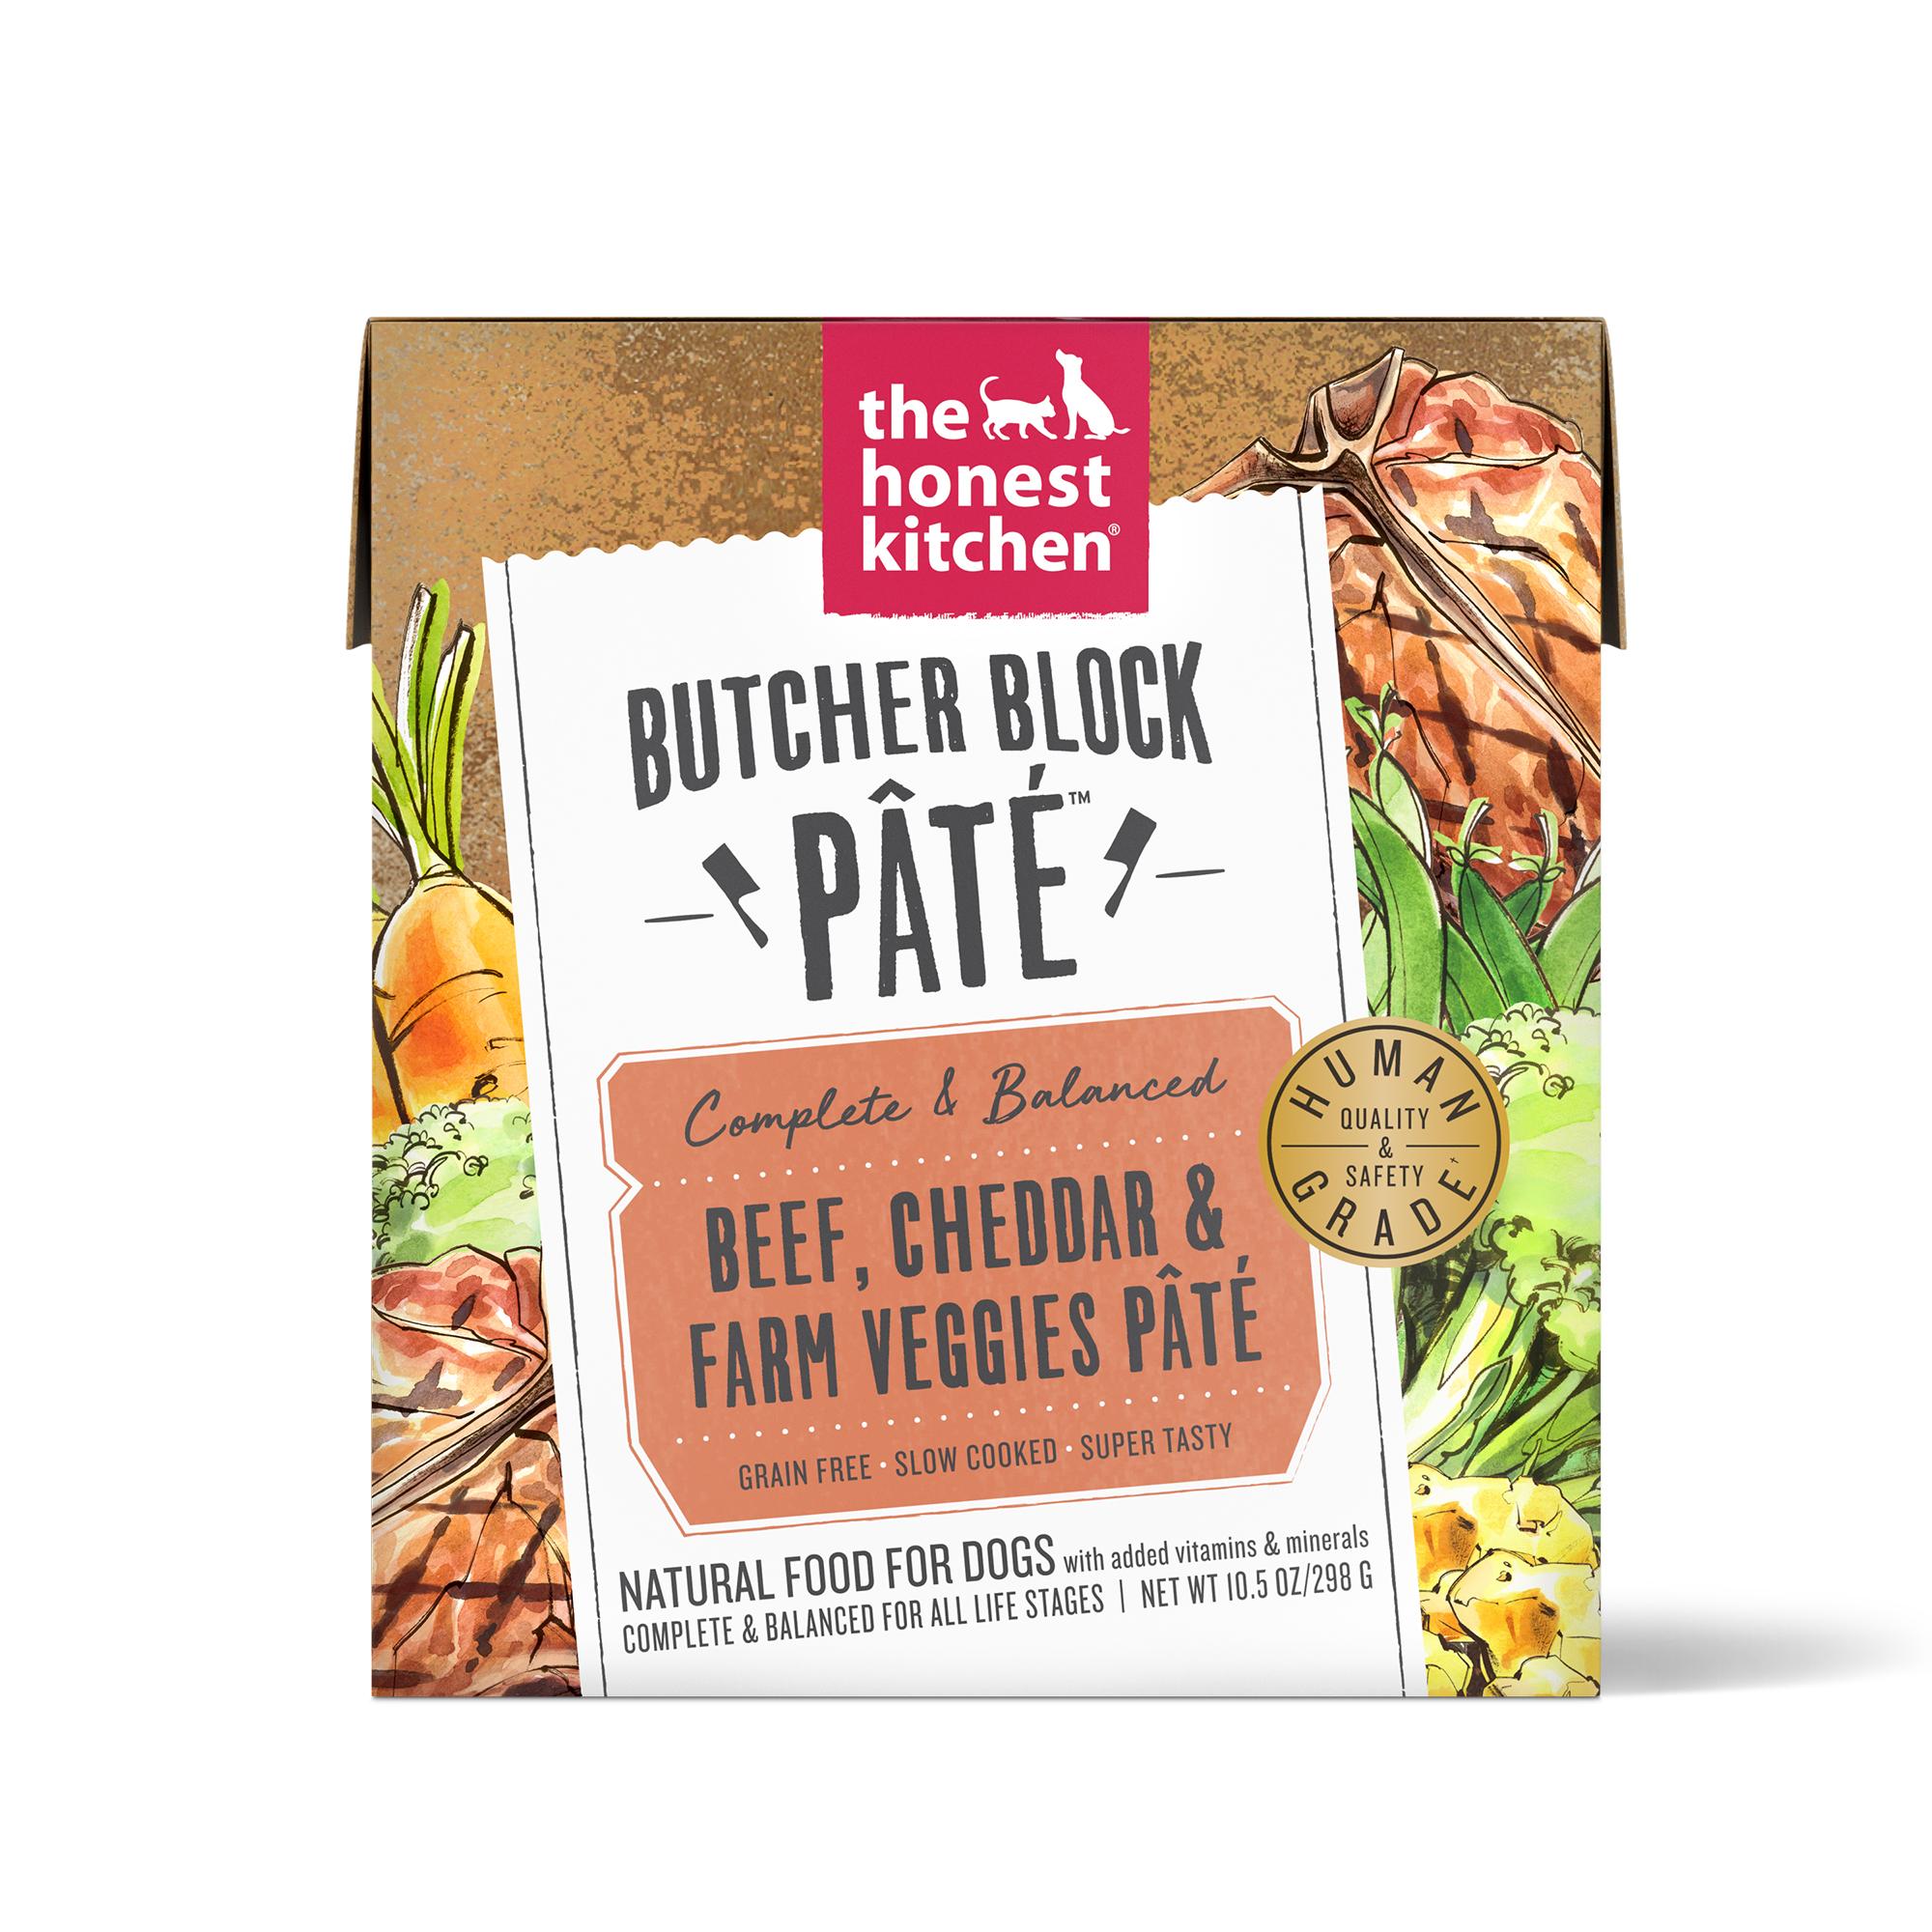 the
honest
kitchen®
BUTCHER BLOCK
PÂTÉ™
Complete & Balanced
BEEF, CHEDDAR &
FARM VEGGIES PÂTÉ
GRAIN FREE • SLOW COOKED • SUPER TASTY
HUMAN
QUALITY
&
SAFETY
GRADE+
NATURAL FOOD FOR DOGS with added vitamins & minerals
COMPLETE & BALANCED FOR ALL LIFE STAGES | NET WT 10.5 OZ/298 G